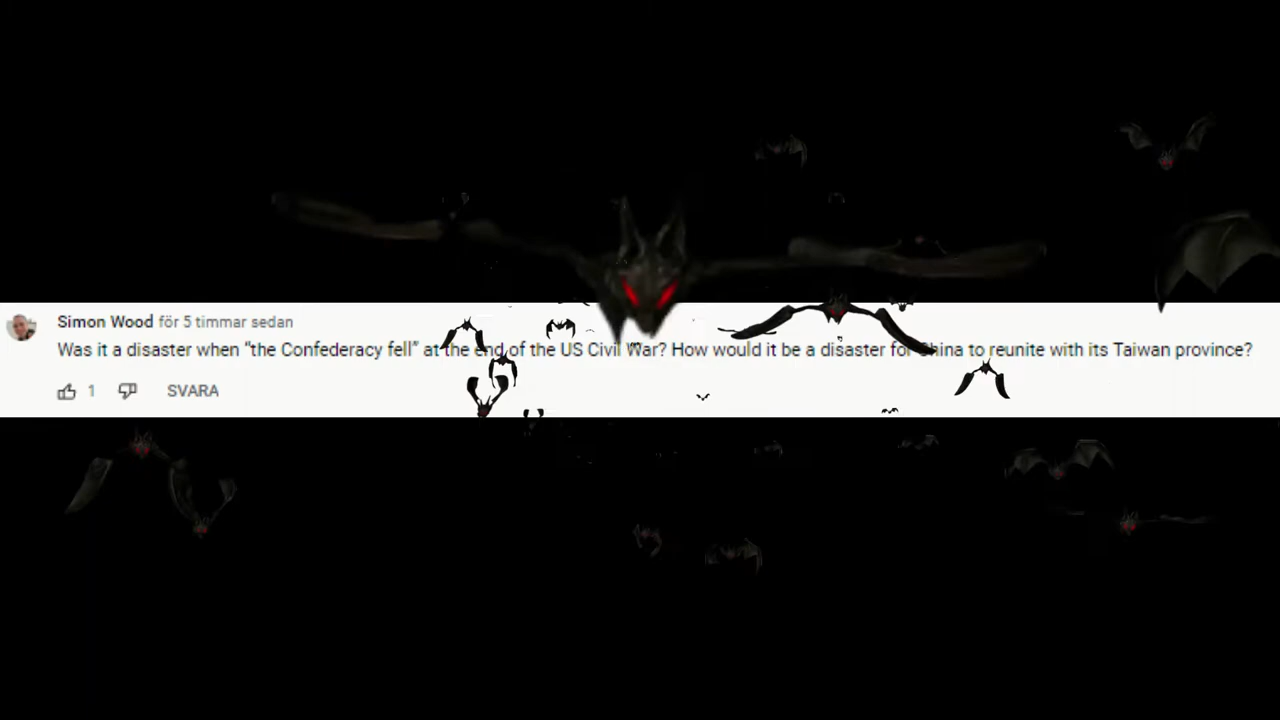 Simon Wood för 5 timmar sedan
Was it a disaster when “the Confederacy fell” at the end of the US Civil War? How would it be a disaster for China to reunite with its Taiwan province?
1 SVARA